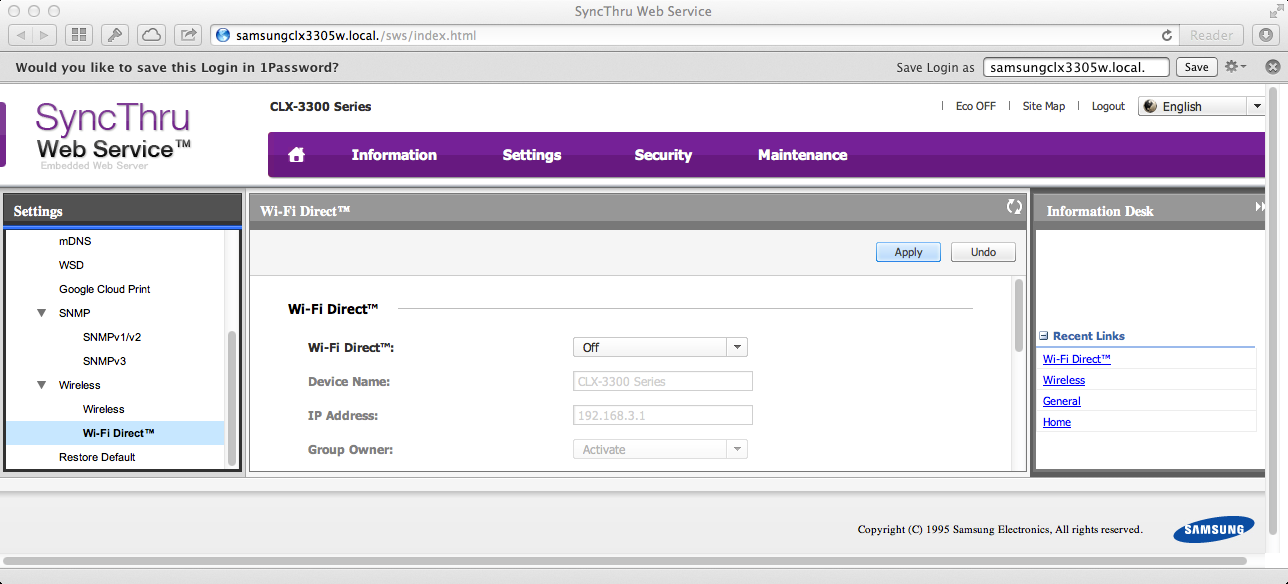 SyncThru Web Service
samsungclx3305w.local./sws/index.html
Reader
Would you like to save this Login in 1Password?
Save Login as
samsungclx3305w.local.
Save
SyncThru
Web Service™
Embedded Web Server
CLX-3300 Series
Eco OFF
Site Map
Logout
English
Information
Settings
Security
Maintenance
Settings
mDNS
WSD
Google Cloud Print
SNMP
SNMPv1/v2
SNMPv3
Wireless
Wireless
Wi-Fi Direct™
Restore Default
Wi-Fi Direct™
Apply
Undo
Wi-Fi Direct™
Wi-Fi Direct™: Off
Device Name: CLX-3300 Series
IP Address: 192.168.3.1
Group Owner: Activate
Information Desk
Recent Links
Wi-Fi Direct™
Wireless
General
Home
Copyright (C) 1995 Samsung Electronics, All rights reserved.
SAMSUNG